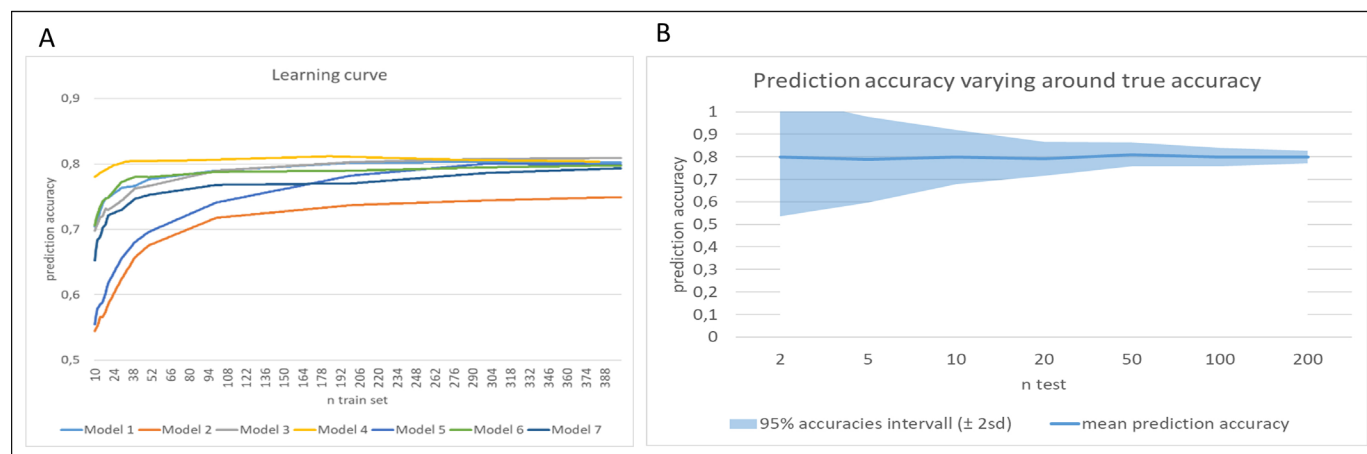 A
Learning curve
prediction accuracy
0,9
0,8
0,7
0,6
0,5
10 24 38 52 66 80 94 108 122 136 150 164 178 192 206 220 234 248 262 276 290 304 318 332 346 360 374 388
n train set
Model 1 Model 2 Model 3 Model 4 Model 5 Model 6 Model 7
B
Prediction accuracy varying around true accuracy
prediction accuracy
1
0,9
0,8
0,7
0,6
0,5
0,4
0,3
0,2
0,1
0
2 5 10 20 50 100 200
n test
95% accuracies intervall (± 2sd) mean prediction accuracy